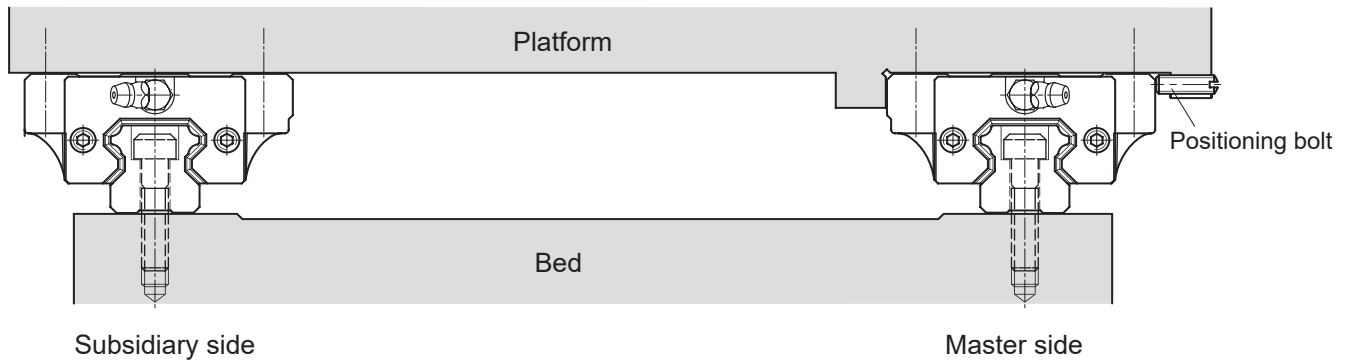 Platform
Positioning bolt
Bed
Subsidiary side
Master side